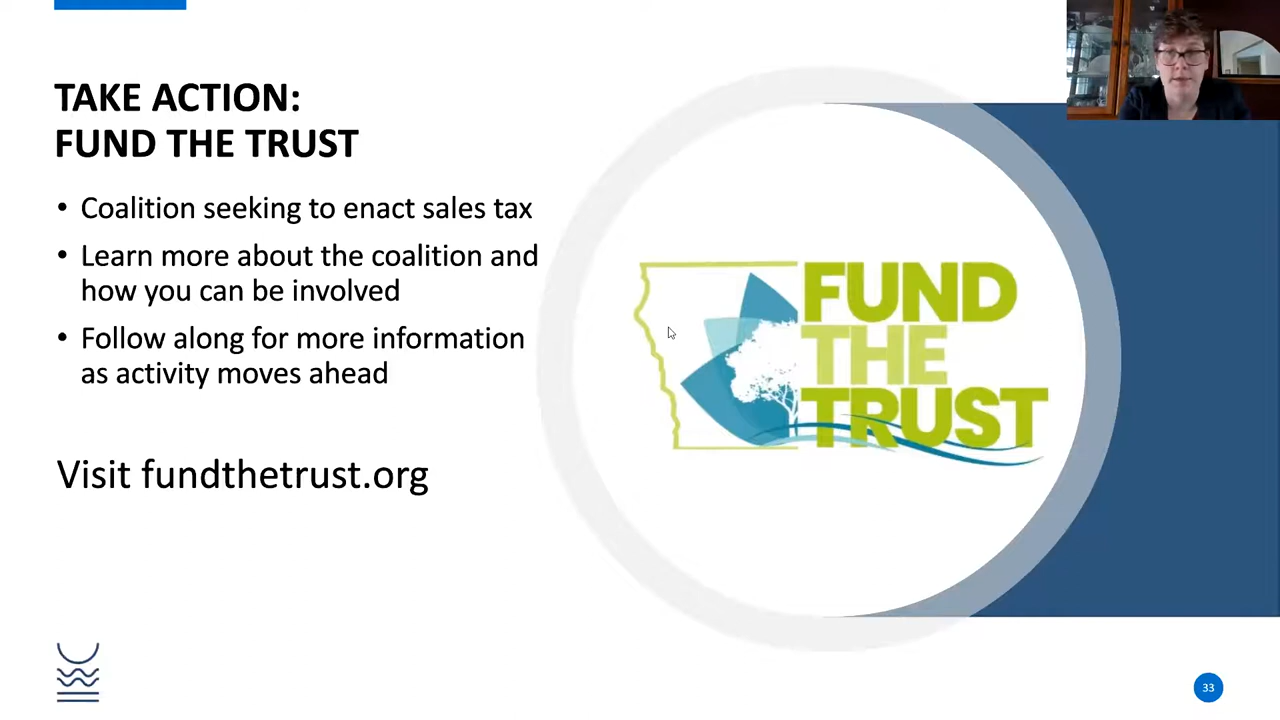 TAKE ACTION:
FUND THE TRUST
• Coalition seeking to enact sales tax
• Learn more about the coalition and
how you can be involved
• Follow along for more information
as activity moves ahead
Visit fundthetrust.org
FUND
THE
TRUST
33